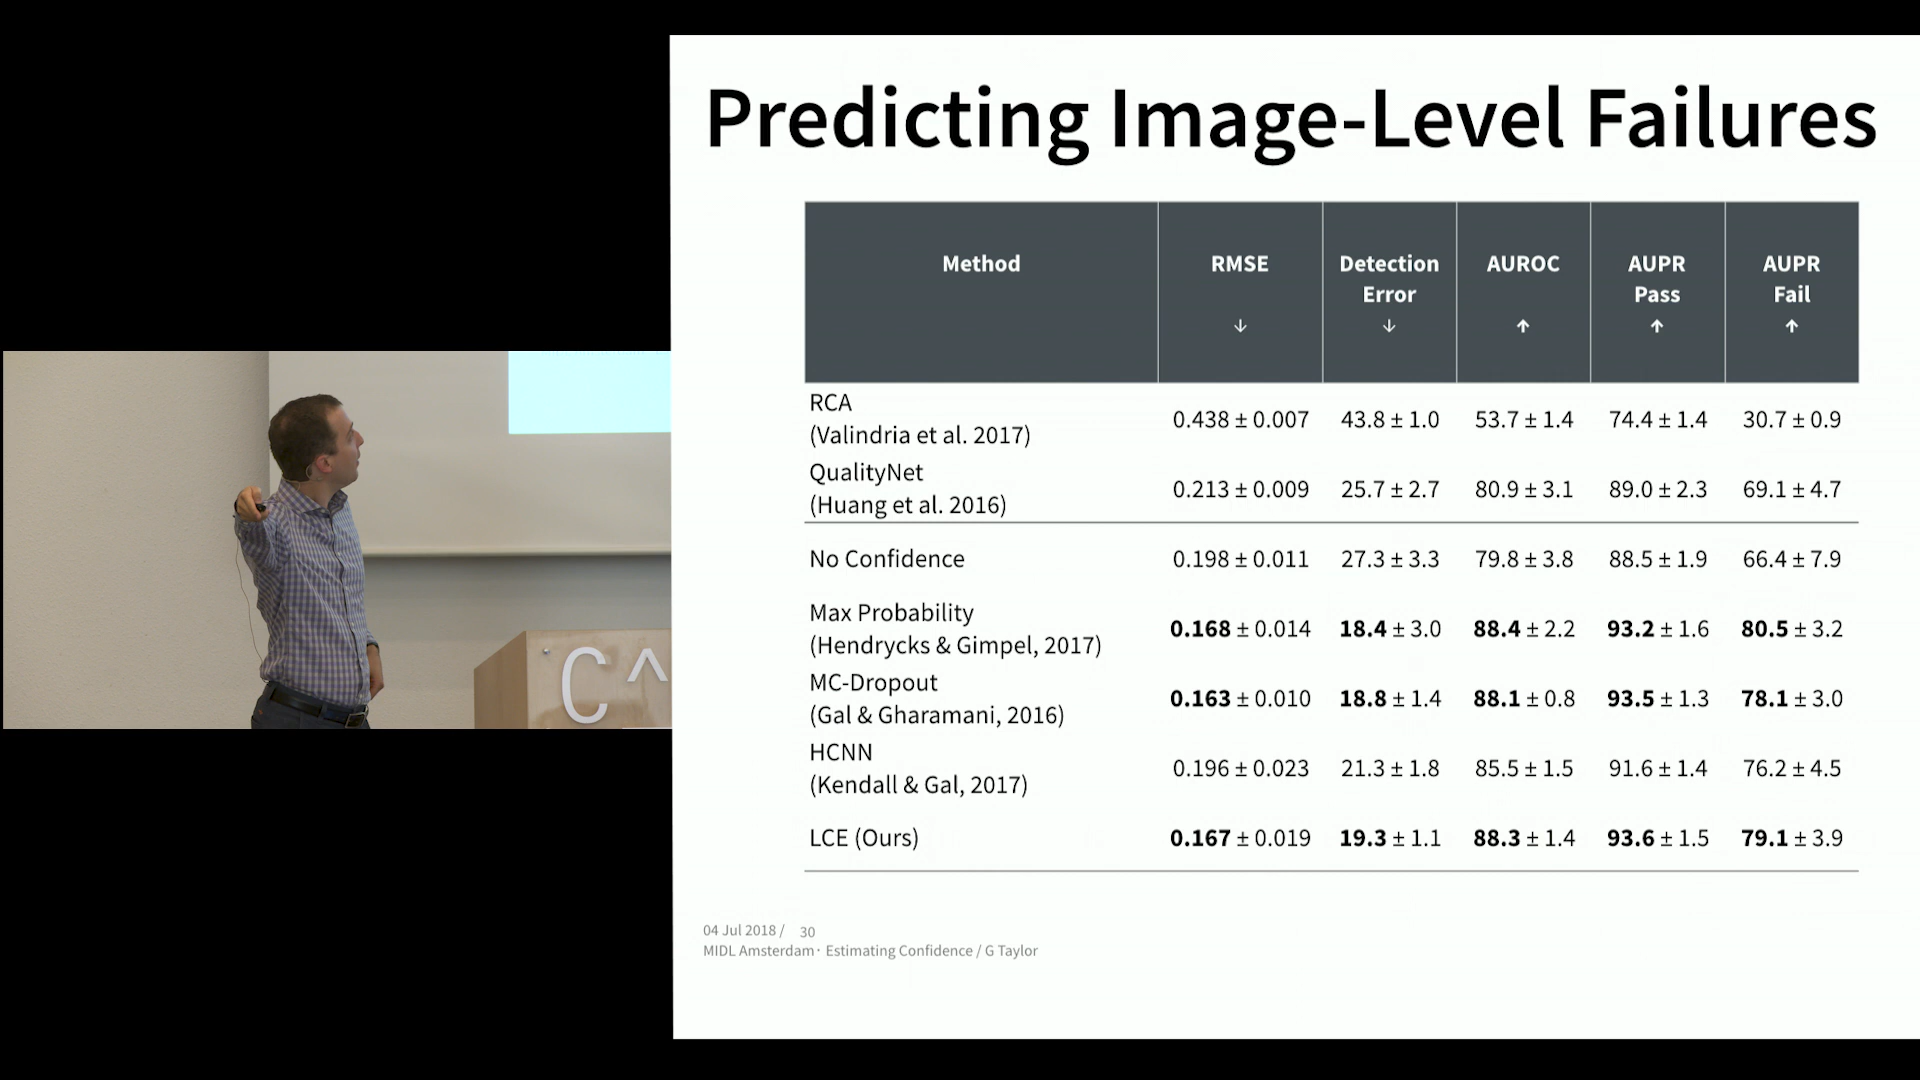 Predicting Image-Level Failures
Method RMSE Detection AUROC AUPR AUPR
Error Pass Fail
↓ ↓ ↑ ↑ ↑
RCA
(Valindria et al. 2017) 0.438 ± 0.007 43.8 ± 1.0 53.7 ± 1.4 74.4 ± 1.4 30.7 ± 0.9
QualityNet
(Huang et al. 2016) 0.213 ± 0.009 25.7 ± 2.7 80.9 ± 3.1 89.0 ± 2.3 69.1 ± 4.7
No Confidence 0.198 ± 0.011 27.3 ± 3.3 79.8 ± 3.8 88.5 ± 1.9 66.4 ± 7.9
Max Probability
(Hendrycks & Gimpel, 2017) 0.168 ± 0.014 18.4 ± 3.0 88.4 ± 2.2 93.2 ± 1.6 80.5 ± 3.2
MC-Dropout
(Gal & Gharamani, 2016) 0.163 ± 0.010 18.8 ± 1.4 88.1 ± 0.8 93.5 ± 1.3 78.1 ± 3.0
HCNN
(Kendall & Gal, 2017) 0.196 ± 0.023 21.3 ± 1.8 85.5 ± 1.5 91.6 ± 1.4 76.2 ± 4.5
LCE (Ours) 0.167 ± 0.019 19.3 ± 1.1 88.3 ± 1.4 93.6 ± 1.5 79.1 ± 3.9
04 Jul 2018 / 30
MIDL Amsterdam · Estimating Confidence / G Taylor